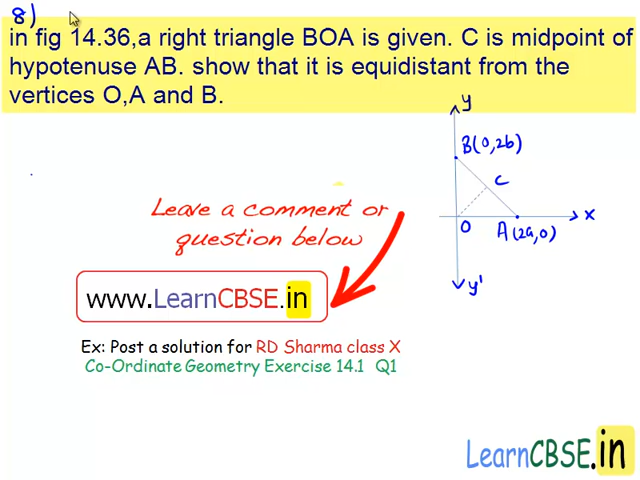 8)
in fig 14.36,a right triangle BOA is given. C is midpoint of
hypotenuse AB. show that it is equidistant from the
vertices O,A and B.
y
B(0,2b)
C
O
x
A(2a,0)
y'
Leave a comment or
question below
www.LearnCBSE.in
Ex: Post a solution for RD Sharma class X
Co-Ordinate Geometry Exercise 14.1 Q1
LearnCBSE.in